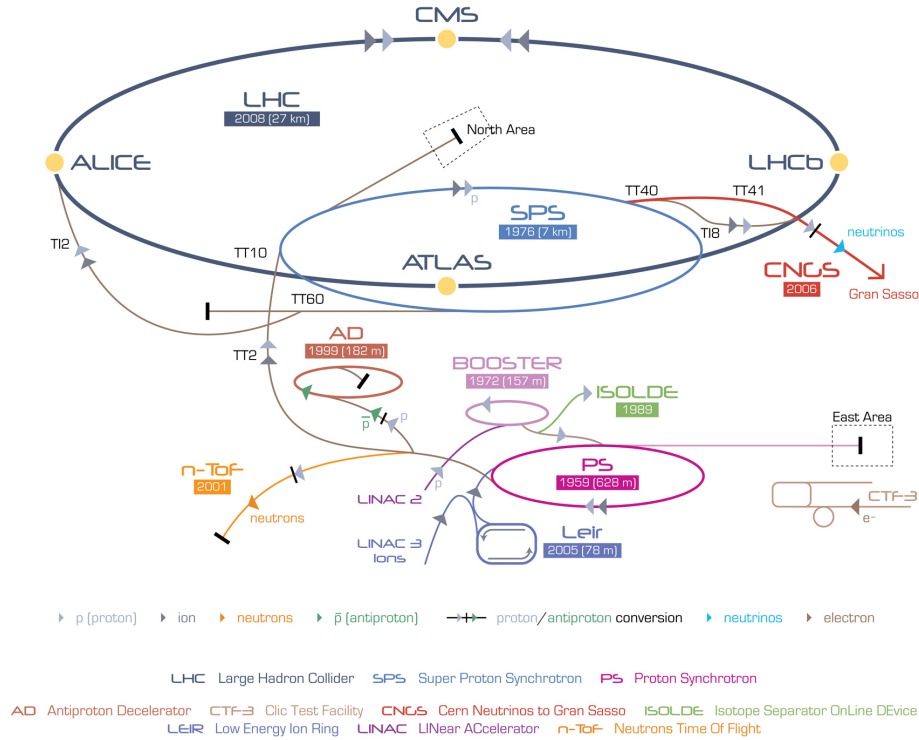 CMS
LHC
2008 (27 km)
North Area
ALICE
LHCb
TT40
TT41
p
SPS
1976 (7 km)
TI2
TT10
TI8
neutrinos
ATLAS
CNGS
2006
Gran Sasso
TT60
AD
1999 (182 m)
TT2
BOOSTER
1972 (157 m)
ISOLDE
1989
East Area
p̄
p
n-ToF
2001
p
PS
1959 (628 m)
LINAC 2
neutrons
CTF-3
e-
LINAC 3
Ions
Leir
2005 (78 m)
p (proton)
ion
neutrons
p̄ (antiproton)
proton/antiproton conversion
neutrinos
electron
LHC Large Hadron Collider SPS Super Proton Synchrotron PS Proton Synchrotron
AD Antiproton Decelerator CTF-3 Clic Test Facility CNGS Cern Neutrinos to Gran Sasso ISOLDE Isotope Separator OnLine DEvice
LEIR Low Energy Ion Ring LINAC LINear ACcelerator n-ToF Neutrons Time Of Flight